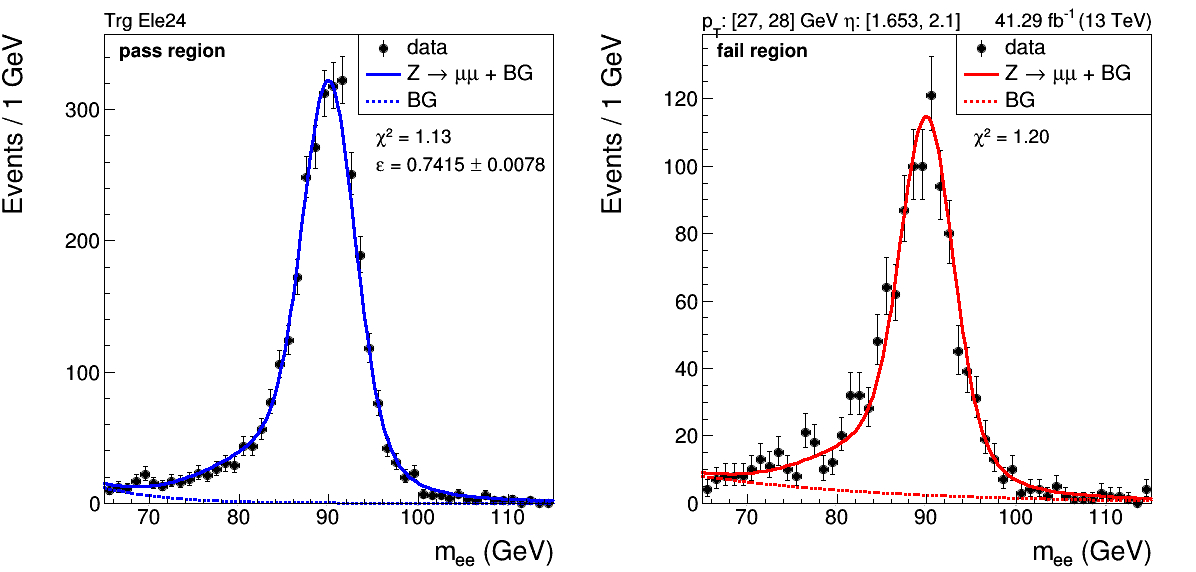 Trg Ele24
pass region
data
Z → μμ + BG
BG
χ² = 1.13
ε = 0.7415 ± 0.0078
Events / 1 GeV
300
200
100
0
70 80 90 100 110
mₑₑ (GeV)
p_T: [27, 28] GeV η: [1.653, 2.1] 41.29 fb⁻¹ (13 TeV)
fail region
data
Z → μμ + BG
BG
χ² = 1.20
Events / 1 GeV
120
100
80
60
40
20
0
70 80 90 100 110
mₑₑ (GeV)